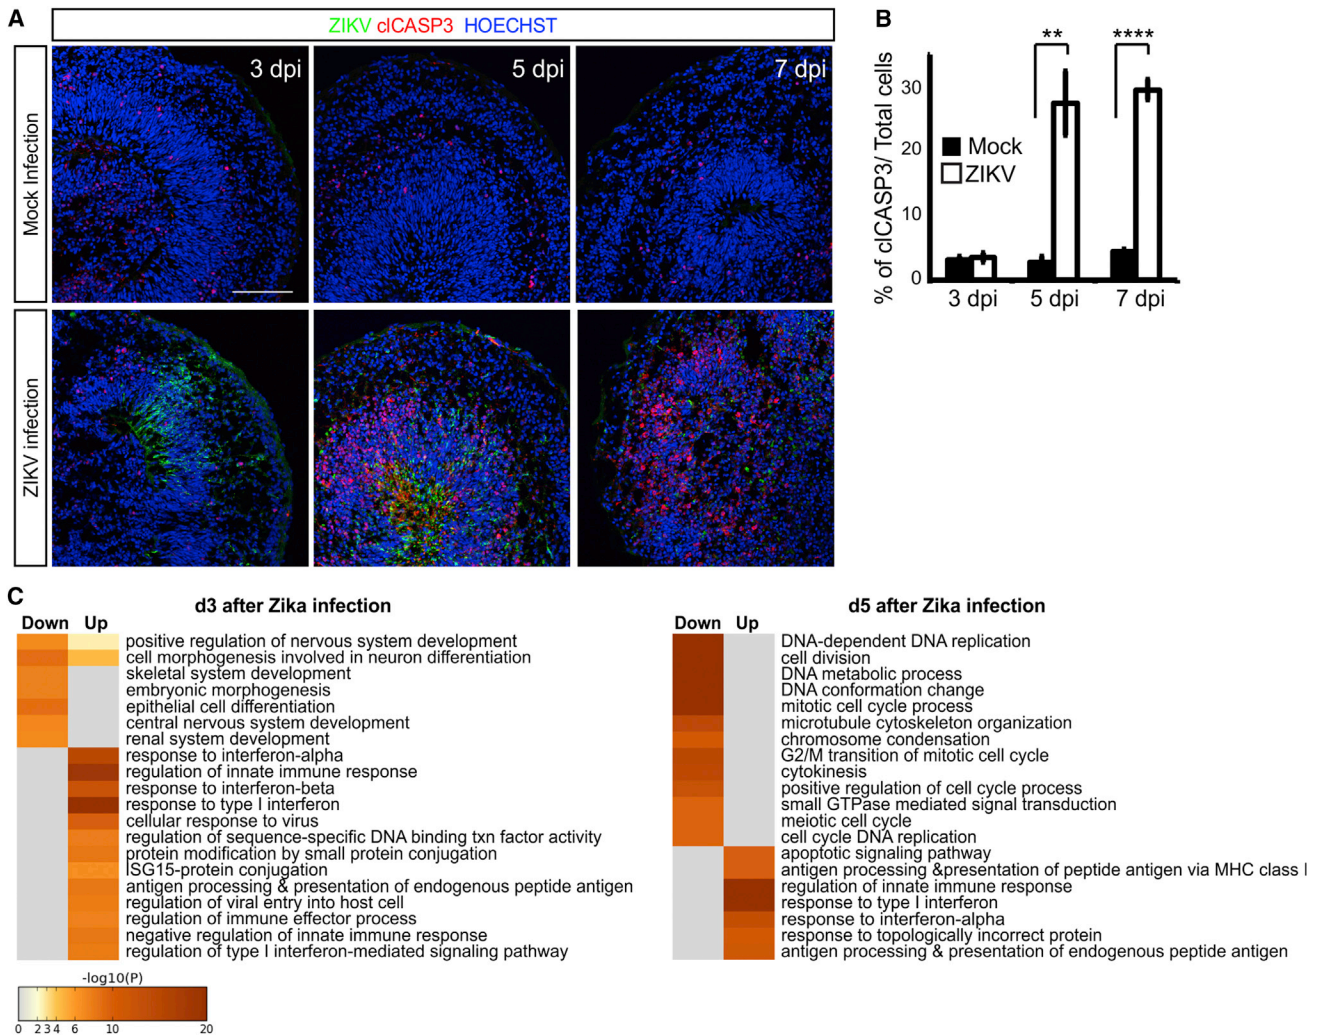 A
ZIKV clCASP3 HOECHST
Mock Infection
3 dpi
5 dpi
7 dpi
ZIKV infection
B
% of clCASP3/ Total cells
30
20
10
0
**
****
Mock
ZIKV
3 dpi
5 dpi
7 dpi
C
d3 after Zika infection
Down Up
positive regulation of nervous system development
cell morphogenesis involved in neuron differentiation
skeletal system development
embryonic morphogenesis
epithelial cell differentiation
central nervous system development
renal system development
response to interferon-alpha
regulation of innate immune response
response to interferon-beta
response to type I interferon
cellular response to virus
regulation of sequence-specific DNA binding txn factor activity
protein modification by small protein conjugation
ISG15-protein conjugation
antigen processing & presentation of endogenous peptide antigen
regulation of viral entry into host cell
regulation of immune effector process
negative regulation of innate immune response
regulation of type I interferon-mediated signaling pathway
-log10(P)
0 2 3 4 6 10 20
d5 after Zika infection
Down Up
DNA-dependent DNA replication
cell division
DNA metabolic process
DNA conformation change
mitotic cell cycle process
microtubule cytoskeleton organization
chromosome condensation
G2/M transition of mitotic cell cycle
cytokinesis
positive regulation of cell cycle process
small GTPase mediated signal transduction
meiotic cell cycle
cell cycle DNA replication
apoptotic signaling pathway
antigen processing &presentation of peptide antigen via MHC class I
regulation of innate immune response
response to type I interferon
response to interferon-alpha
response to topologically incorrect protein
antigen processing & presentation of endogenous peptide antigen